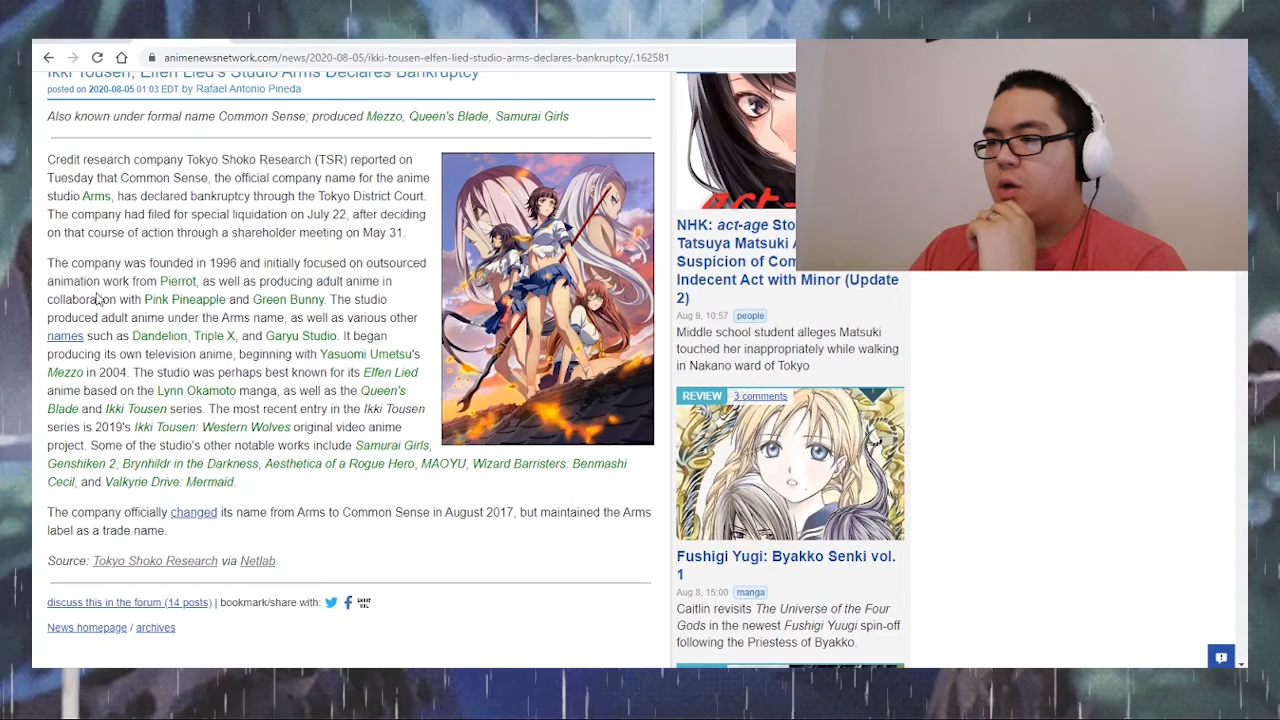 animenewsnetwork.com/news/2020-08-05/ikki-tousen-elfen-lied-studio-arms-declares-bankruptcy/.162581
Ikki Tousen, Elfen Lied's Studio Arms Declares Bankruptcy
posted on 2020-08-05 01:03 EDT by Rafael Antonio Pineda
Also known under formal name Common Sense; produced Mezzo, Queen's Blade, Samurai Girls
Credit research company Tokyo Shoko Research (TSR) reported on
Tuesday that Common Sense, the official company name for the anime
studio Arms, has declared bankruptcy through the Tokyo District Court.
The company had filed for special liquidation on July 22, after deciding
on that course of action through a shareholder meeting on May 31.
The company was founded in 1996 and initially focused on outsourced
animation work from Pierrot, as well as producing adult anime in
collaboration with Pink Pineapple and Green Bunny. The studio
produced adult anime under the Arms name, as well as various other
names such as Dandelion, Triple X, and Garyu Studio. It began
producing its own television anime, beginning with Yasuomi Umetsu's
Mezzo in 2004. The studio was perhaps best known for its Elfen Lied
anime based on the Lynn Okamoto manga, as well as the Queen's
Blade and Ikki Tousen series. The most recent entry in the Ikki Tousen
series is 2019's Ikki Tousen: Western Wolves original video anime
project. Some of the studio's other notable works include Samurai Girls,
Genshiken 2, Brynhildr in the Darkness, Aesthetica of a Rogue Hero, MAOYU, Wizard Barristers: Benmashi
Cecil, and Valkyrie Drive: Mermaid.
The company officially changed its name from Arms to Common Sense in August 2017, but maintained the Arms
label as a trade name.
Source: Tokyo Shoko Research via Netlab
discuss this in the forum (14 posts) | bookmark/share with: SHORT URL
News homepage / archives
act-
NHK: act-age Sto
Tatsuya Matsuki A
Suspicion of Com
Indecent Act with Minor (Update
2)
Aug 9, 10:57 people
Middle school student alleges Matsuki
touched her inappropriately while walking
in Nakano ward of Tokyo
REVIEW 3 comments
Fushigi Yugi: Byakko Senki vol.
1
Aug 8, 15:00 manga
Caitlin revisits The Universe of the Four
Gods in the newest Fushigi Yuugi spin-off
following the Priestess of Byakko.